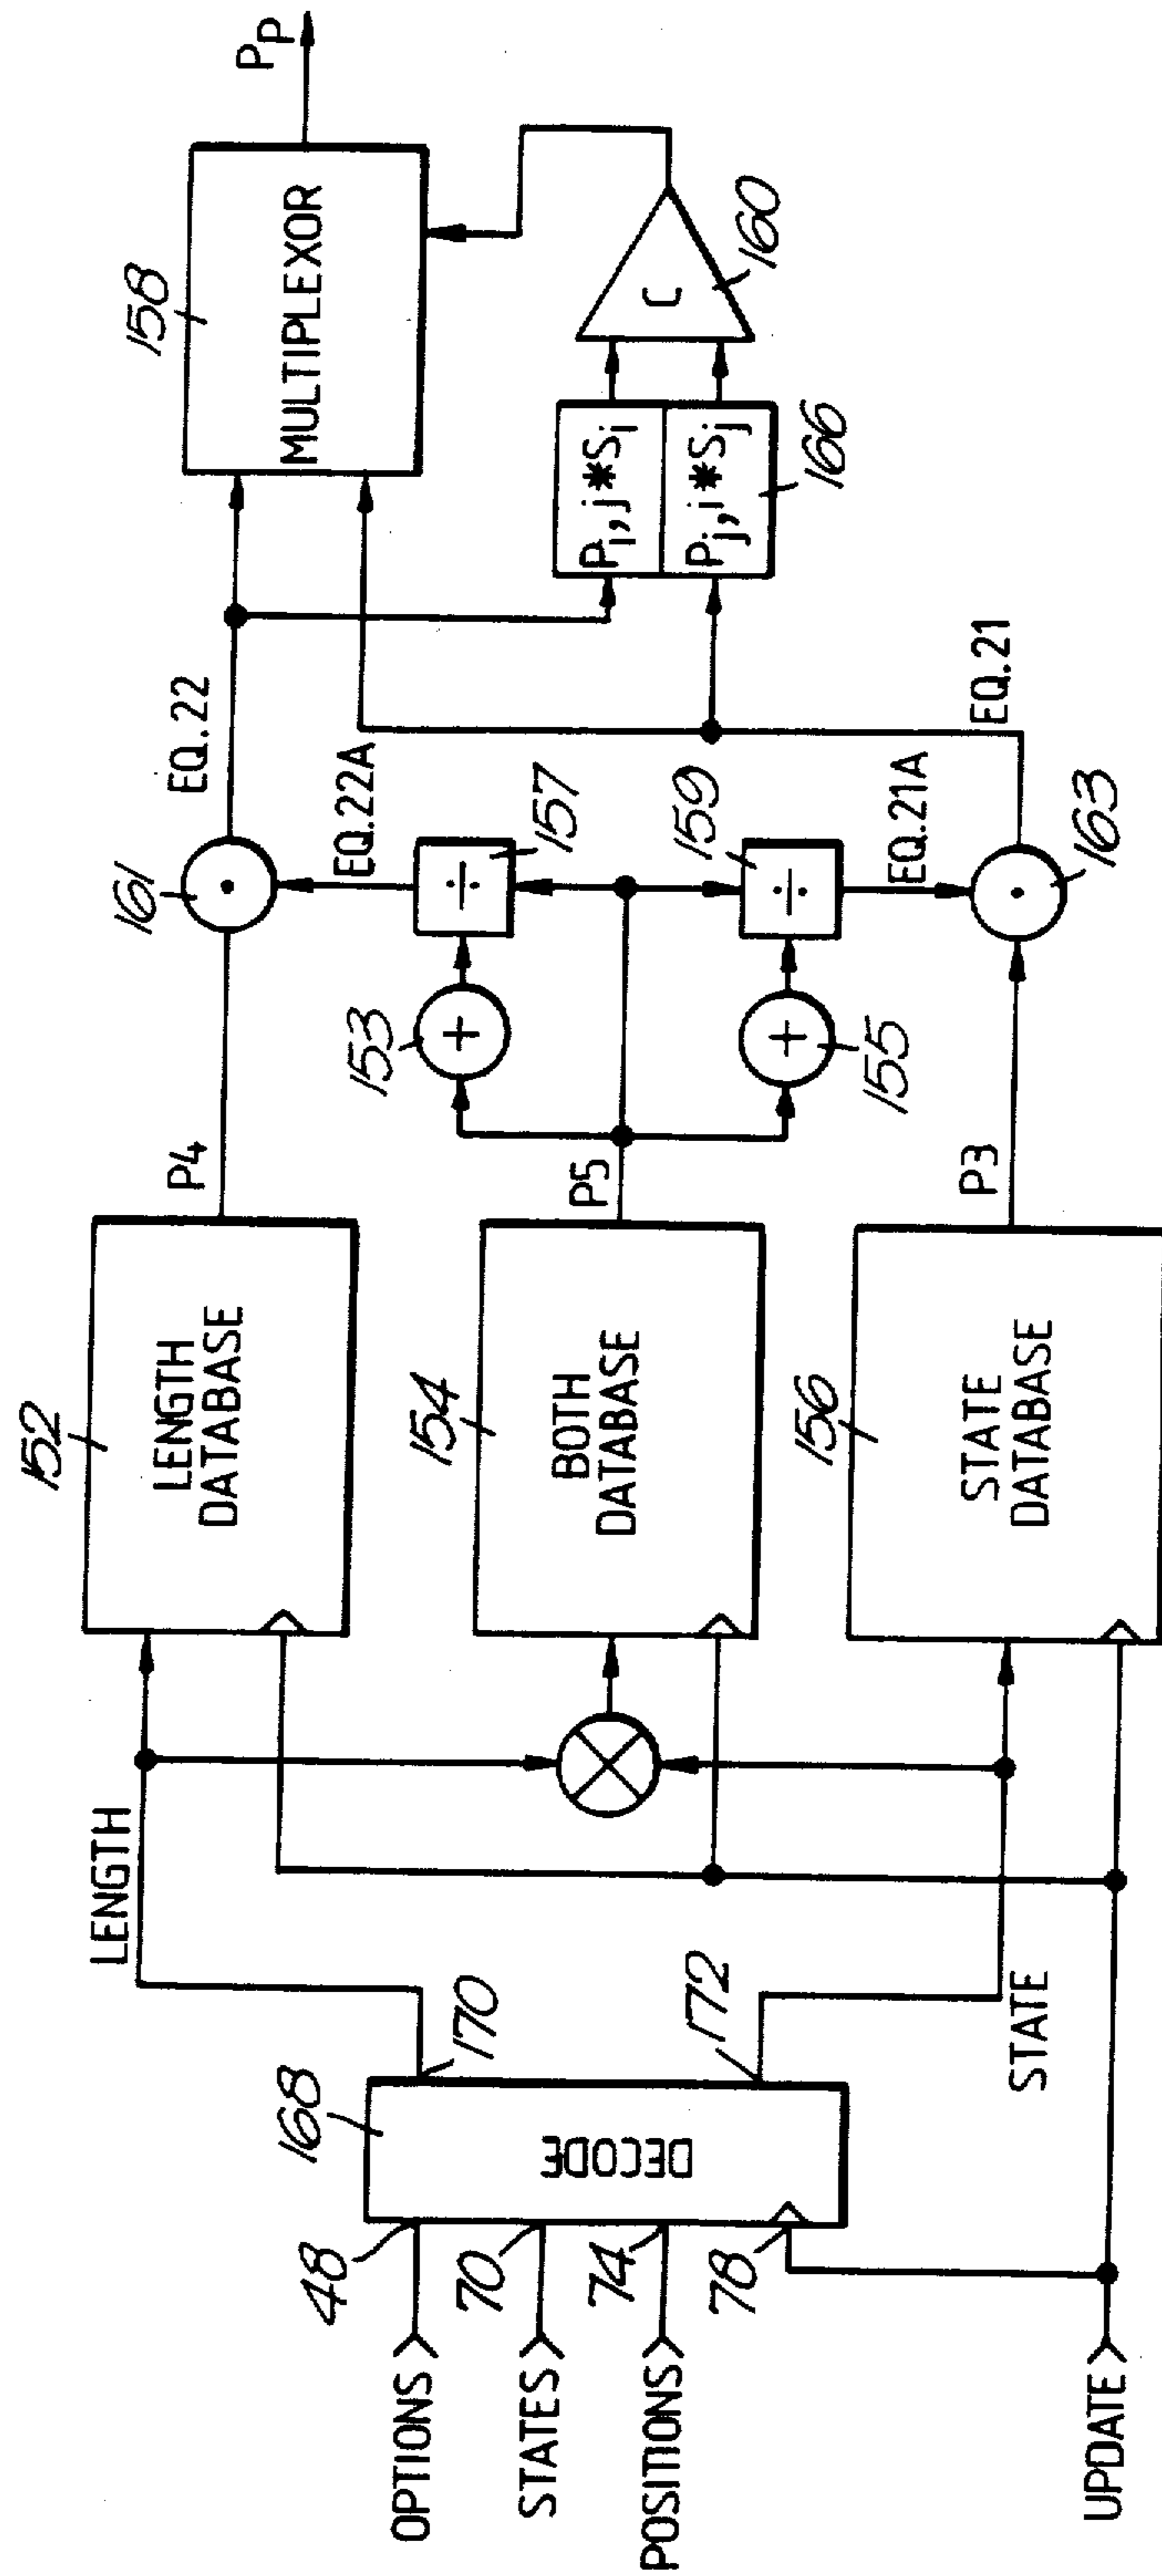 OPTIONS
STATES
POSITIONS
UPDATE
48
70
74
78
168
DECODE
170
172
LENGTH
STATE
152
LENGTH
DATABASE
154
BOTH
DATABASE
156
STATE
DATABASE
P4
P5
P3
153
+
155
+
157
÷
159
÷
161
163
EQ.22
EQ.22A
EQ.21A
EQ.21
158
MULTIPLEXOR
Pi,j*Si
Pj,i*Sj
166
C
160
PP